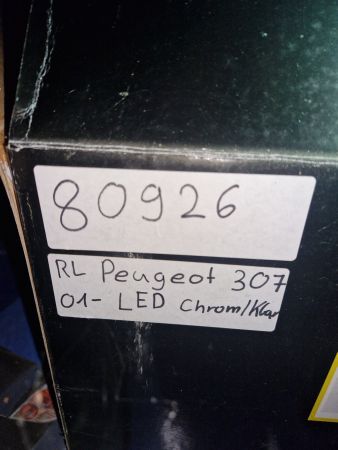 80926
RL Peugeot 307
01- LED Chrom/Klar